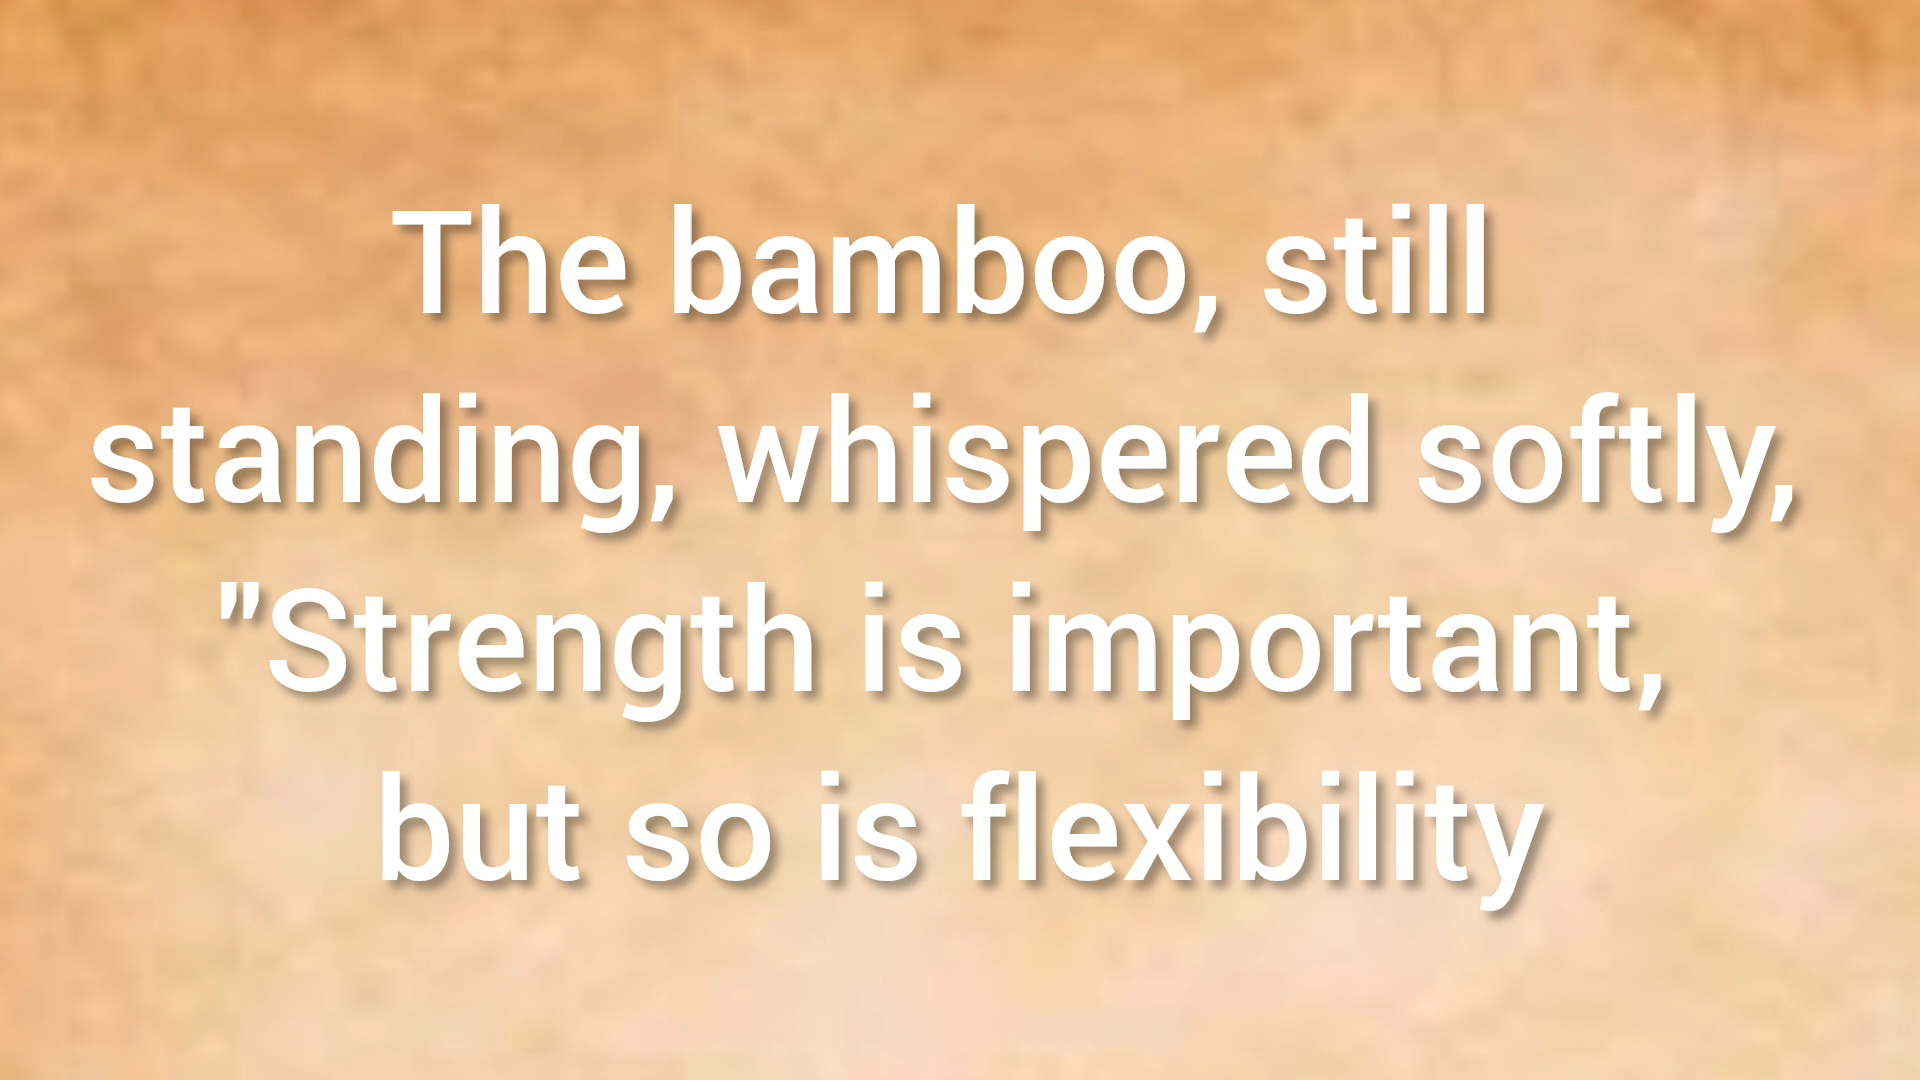 The bamboo, still
standing, whispered softly,
"Strength is important,
but so is flexibility